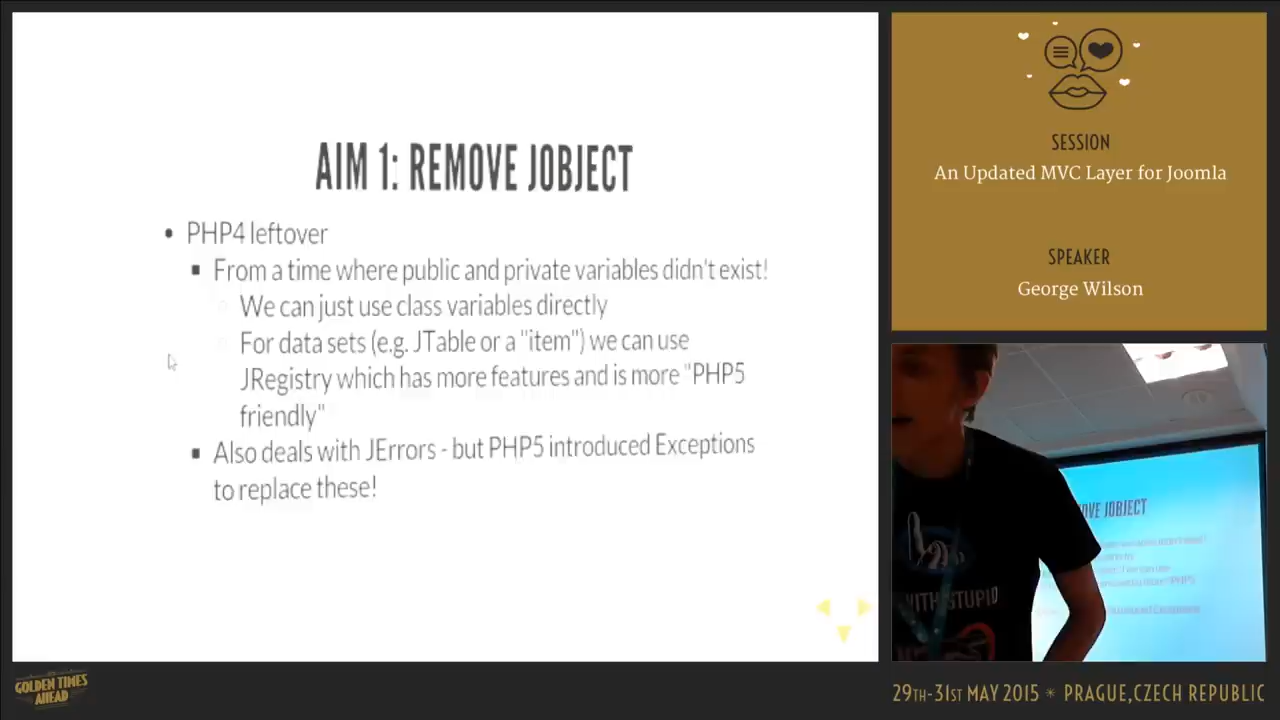 AIM 1: REMOVE JOBJECT
PHP4 leftover
From a time where public and private variables didn't exist!
We can just use class variables directly
For data sets (e.g. JTable or a "item") we can use
JRegistry which has more features and is more "PHP5
friendly"
Also deals with JErrors - but PHP5 introduced Exceptions
to replace these!
SESSION
An Updated MVC Layer for Joomla
SPEAKER
George Wilson
JOBJECT
WITH STUPID
GOLDEN TIMES
AHEAD
29TH-31ST MAY 2015 * PRAGUE,CZECH REPUBLIC